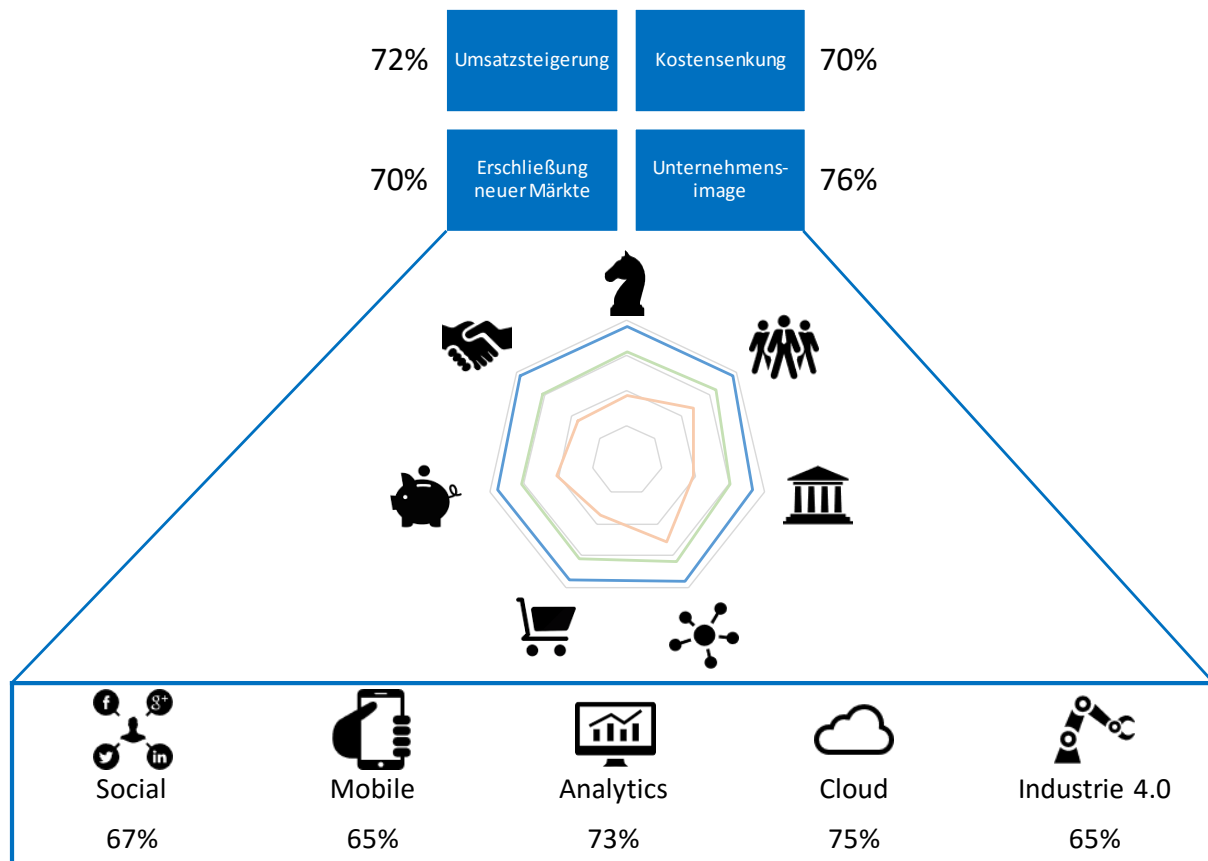 72% Umsatzsteigerung Kostensenkung 70%
70% Erschließung
neuer Märkte
Unternehmens-
image 76%
f g+
in
Social Mobile Analytics Cloud Industrie 4.0
67% 65% 73% 75% 65%